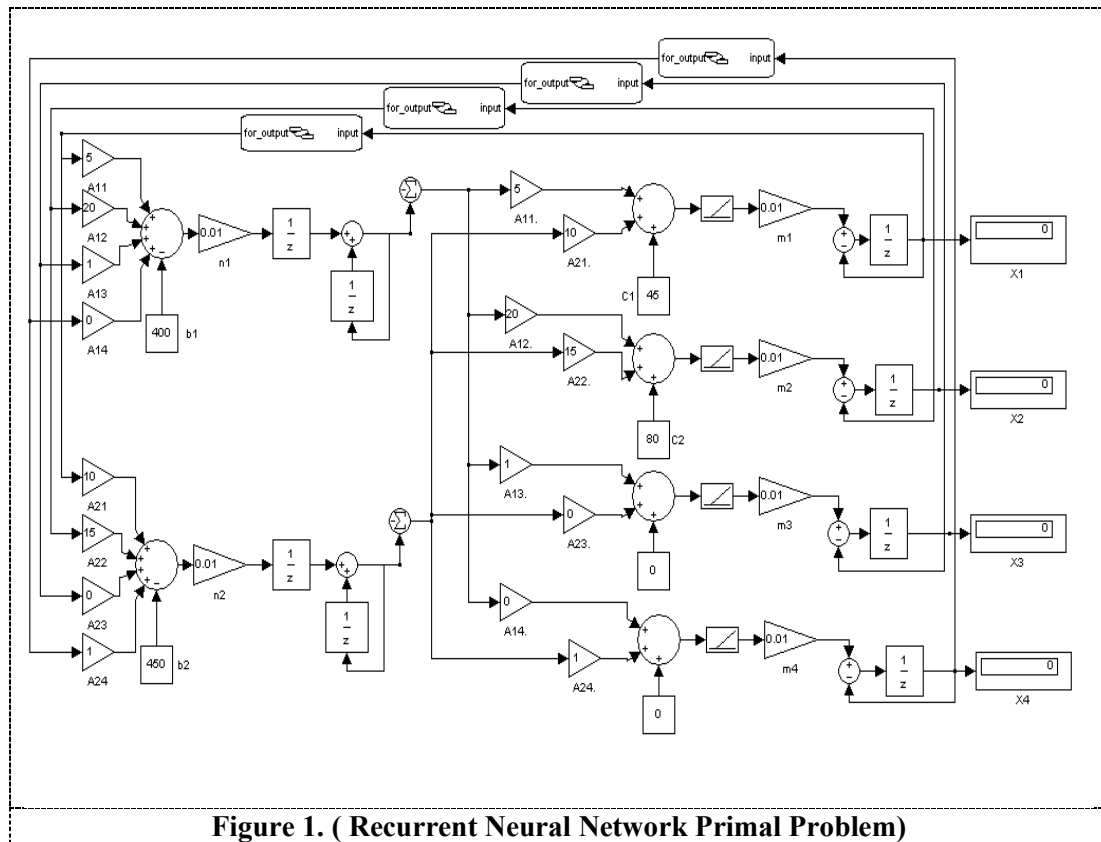 for_output input
for_output input
for_output input
for_output input
5
A11
20
A12
1
A13
0
A14
+
+
+
−
400
b1
0.01
n1
1
z
+
+
1
z
-Σ
5
A11.
10
A21.
+
+
+
C1
45
0.01
m1
+
−
1
z
0
X1
20
A12.
15
A22.
+
+
+
80
C2
0.01
m2
+
−
1
z
0
X2
10
A21
15
A22
0
A23
1
A24
+
+
+
−
450
b2
0.01
n2
1
z
+
+
1
z
-Σ
1
A13.
0
A23.
+
+
+
0
0.01
m3
+
−
1
z
0
X3
0
A14.
1
A24.
+
+
+
0
0.01
m4
+
−
1
z
0
X4
Figure 1. ( Recurrent Neural Network Primal Problem)